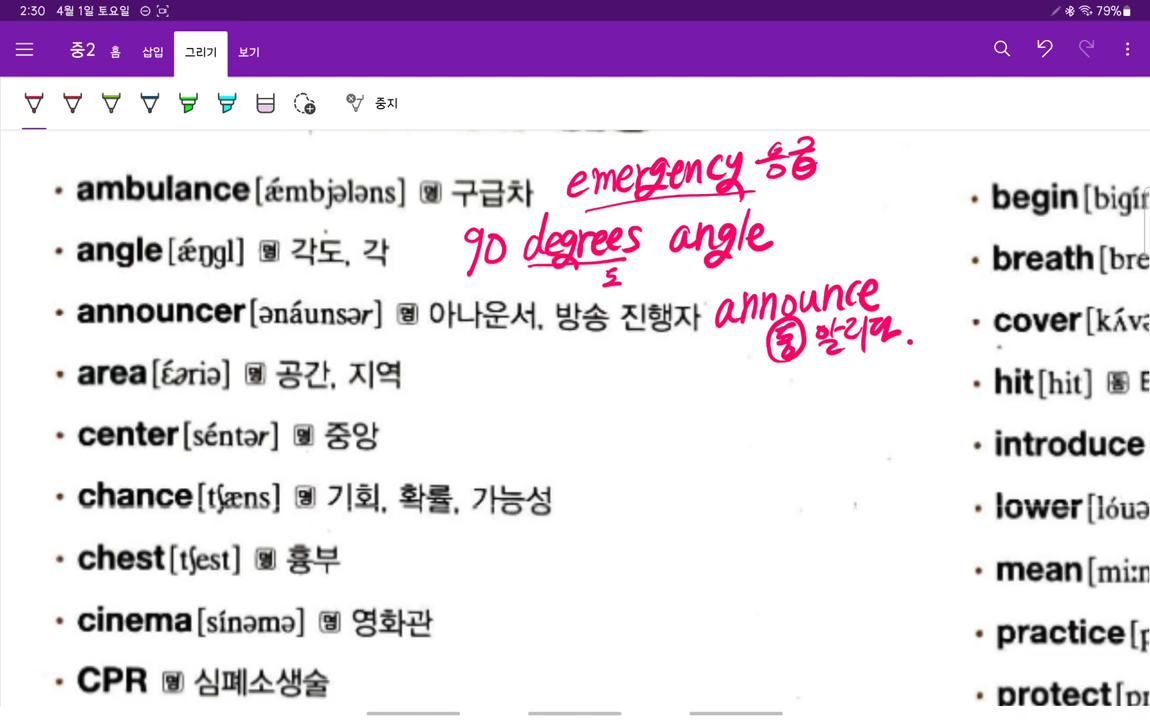 2:30 4월 1일 토요일 79%
중2 홈 삽입 그리기 보기
중지
• ambulance[ǽmbjələns] 명 구급차 emergency 응급
• angle[ǽŋgl] 명 각도, 각 90 degrees angle
도
• announcer[ənáunsər] 명 아나운서, 방송 진행자 announce
동 알리다.
• area[ɛ́əriə] 명 공간, 지역
• center[séntər] 명 중앙
• chance[tʃæns] 명 기회, 확률, 가능성
• chest[tʃest] 명 흉부
• cinema[sínəmə] 명 영화관
• CPR 명 심폐소생술
• begin[bigín
• breath[bre
• cover[kʌ́və
• hit[hit] 동
• introduce
• lower[lóuə
• mean[miːn
• practice[p
• protect[pr